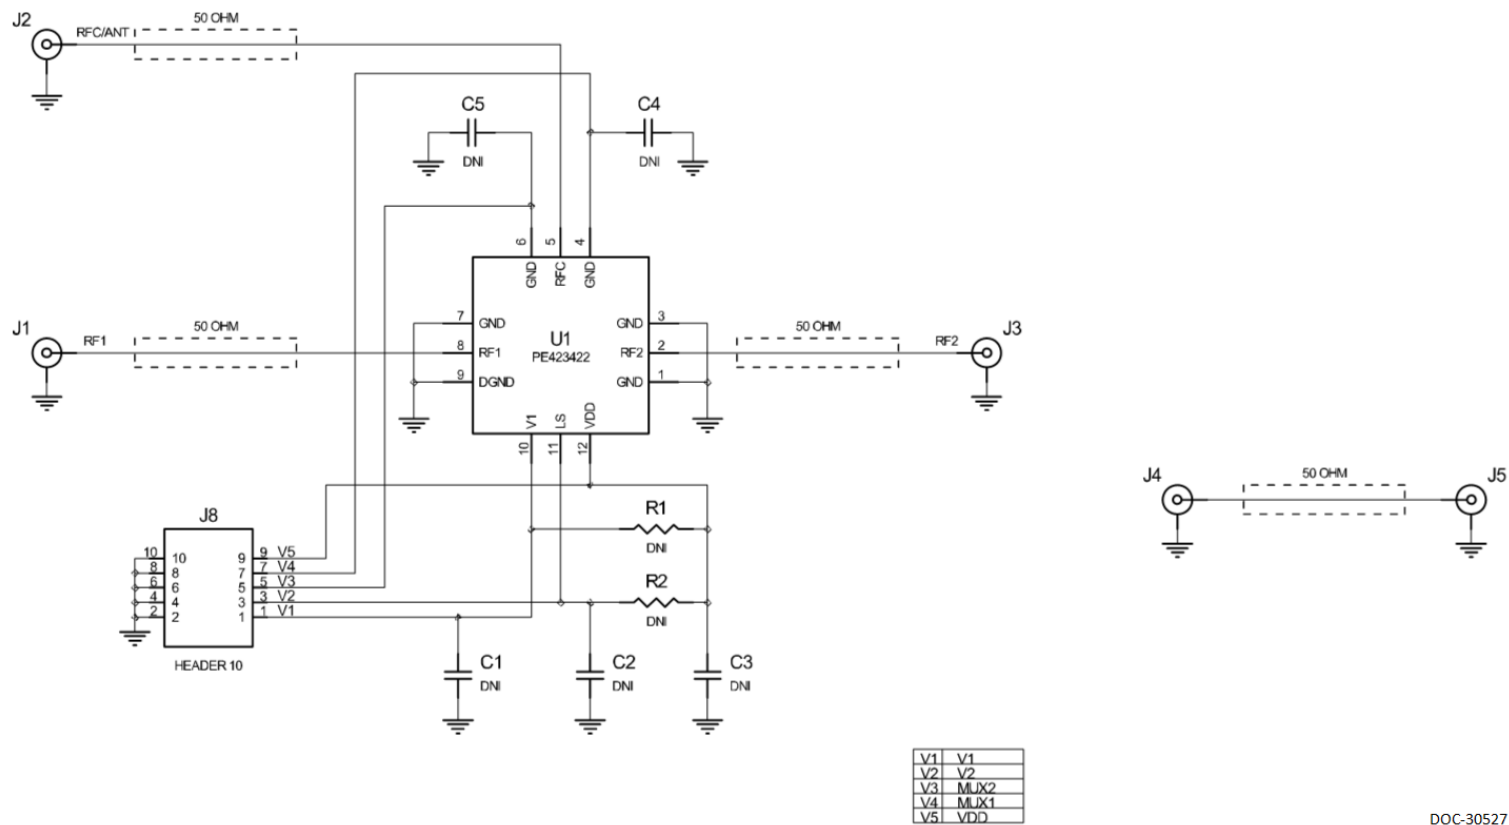 J2
RFC/ANT
50 OHM
C5
DNI
C4
DNI
6
5
4
GND
RFC
GND
J1
RF1
50 OHM
7
GND
8
RF1
9
DGND
U1
PE423422
GND
3
RF2
2
GND
1
50 OHM
RF2
J3
V1
LS
VDD
10
11
12
J4
50 OHM
J5
J8
10 10 9 9 V5
8 8 7 7 V4
6 6 5 5 V3
4 4 3 3 V2
2 2 1 1 V1
HEADER 10
R1
DNI
R2
DNI
C1
DNI
C2
DNI
C3
DNI
V1 V1
V2 V2
V3 MUX2
V4 MUX1
V5 VDD
DOC-30527